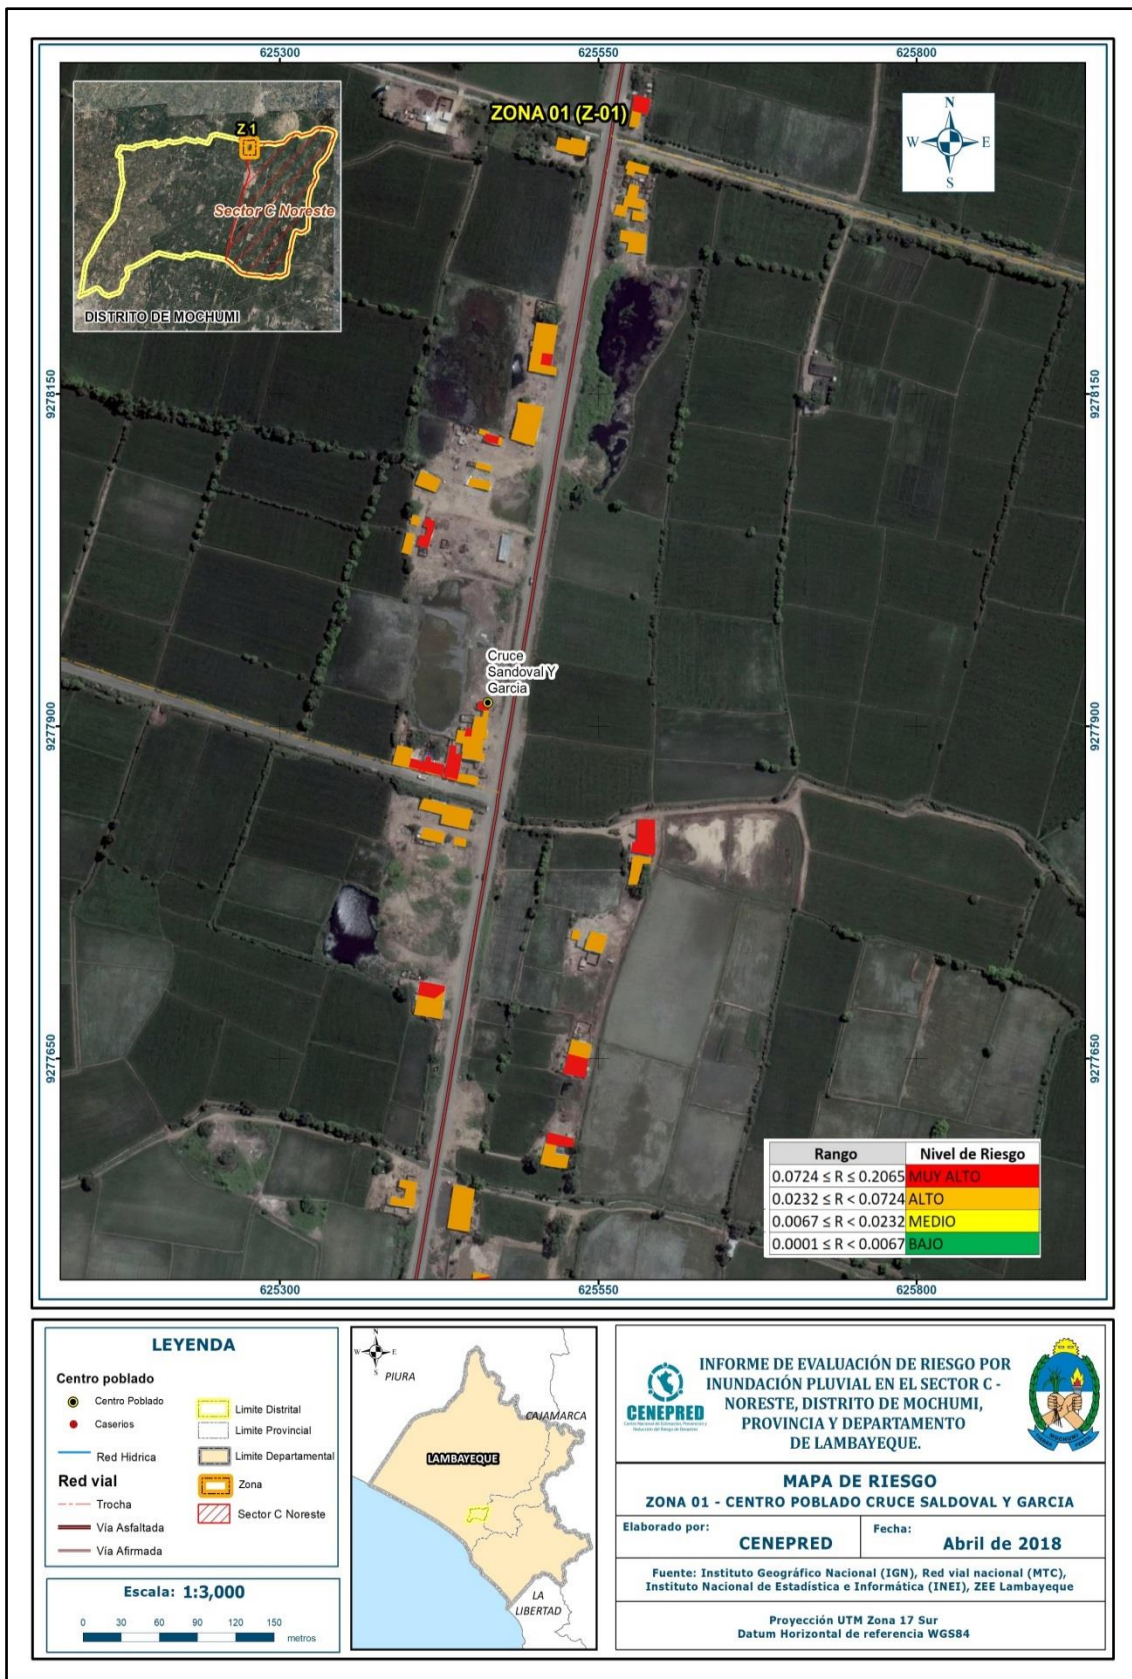 625300
625550
625800
ZONA 01 (Z-01)
Z 1
Sector C Noreste
DISTRITO DE MOCHUMI
N
W
E
S
9278150
9278150
Cruce
Sandoval Y
Garcia
9277900
9277900
9277650
9277650
Rango Nivel de Riesgo
0.0724 ≤ R ≤ 0.2065 MUY ALTO
0.0232 ≤ R < 0.0724 ALTO
0.0067 ≤ R < 0.0232 MEDIO
0.0001 ≤ R < 0.0067 BAJO
625300
625550
625800
LEYENDA
Centro poblado
Centro Poblado
Caserios
Red Hidrica
Red vial
Trocha
Vía Asfaltada
Vía Afirmada
Limite Distrital
Limite Provincial
Limite Departamental
Zona
Sector C Noreste
Escala: 1:3,000
0 30 60 90 120 150
metros
N
W
E
S
PIURA
CAJAMARCA
LAMBAYEQUE
LA
LIBERTAD
CENEPRED
INFORME DE EVALUACIÓN DE RIESGO POR
INUNDACIÓN PLUVIAL EN EL SECTOR C -
NORESTE, DISTRITO DE MOCHUMI,
PROVINCIA Y DEPARTAMENTO
DE LAMBAYEQUE.
MOCHUMI
MAPA DE RIESGO
ZONA 01 - CENTRO POBLADO CRUCE SALDOVAL Y GARCIA
Elaborado por:
CENEPRED
Fecha:
Abril de 2018
Fuente: Instituto Geográfico Nacional (IGN), Red vial nacional (MTC),
Instituto Nacional de Estadística e Informática (INEI), ZEE Lambayeque
Proyección UTM Zona 17 Sur
Datum Horizontal de referencia WGS84